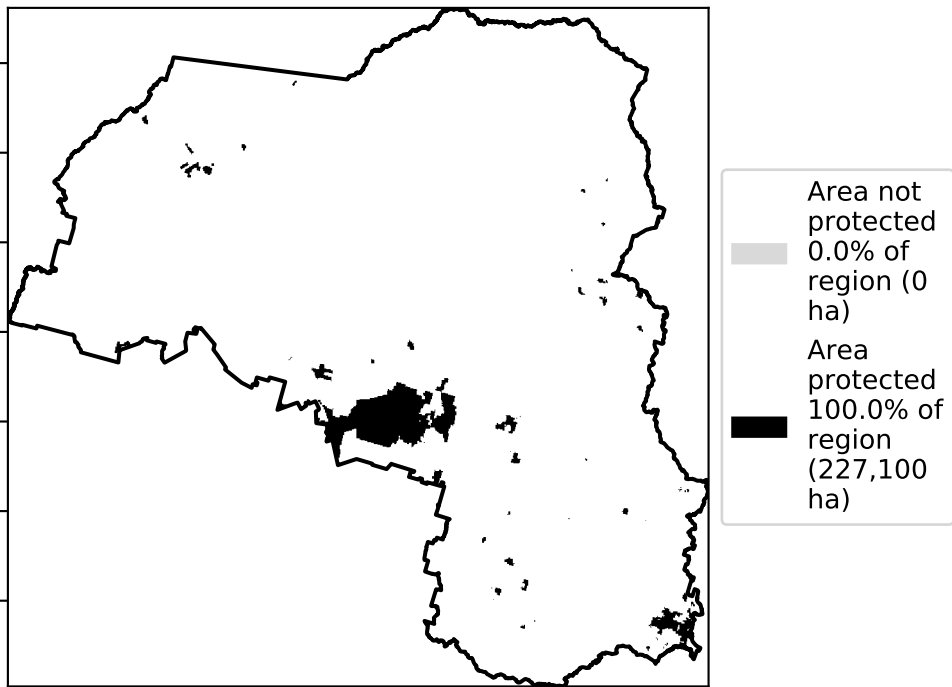 Area not
protected
0.0% of
region (0
ha)
Area
protected
100.0% of
region
(227,100
ha)